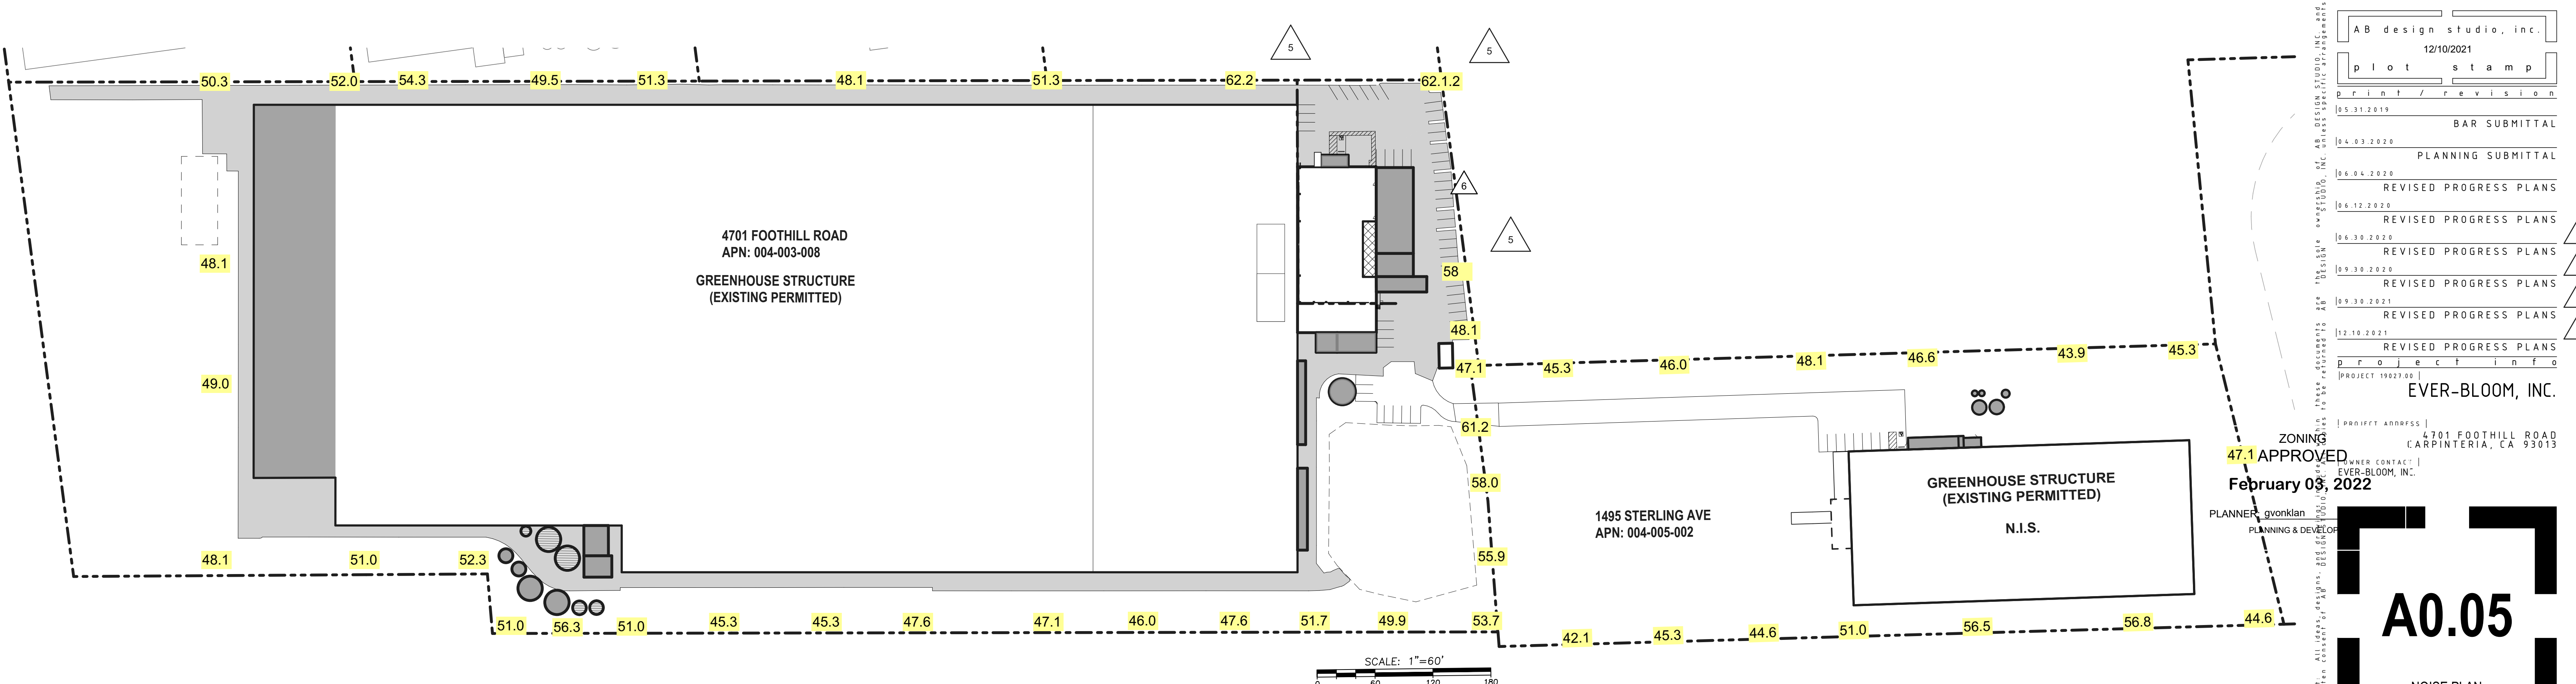 5
5
50.3
52.0
54.3
49.5
51.3
48.1
51.3
62.2
62.1.2
6
5
4701 FOOTHILL ROAD
APN: 004-003-008
GREENHOUSE STRUCTURE
(EXISTING PERMITTED)
48.1
58
48.1
49.0
47.1
45.3
46.0
48.1
46.6
43.9
45.3
61.2
58.0
55.9
1495 STERLING AVE
APN: 004-005-002
GREENHOUSE STRUCTURE
(EXISTING PERMITTED)
N.I.S.
48.1
51.0
52.3
51.0
56.3
51.0
45.3
45.3
47.6
47.1
46.0
47.6
51.7
49.9
53.7
42.1
45.3
44.6
51.0
56.5
56.8
44.6
SCALE: 1"=60'
0 60 120 180
47.1
ZONING
APPROVED
February 03, 2022
PLANNER gvonklan
PLANNING & DEVELOP
AB design studio, inc.
12/10/2021
plot stamp
print / revision
05.31.2019
BAR SUBMITTAL
04.03.2020
PLANNING SUBMITTAL
06.04.2020
REVISED PROGRESS PLANS
06.12.2020
REVISED PROGRESS PLANS
06.30.2020
REVISED PROGRESS PLANS
09.30.2020
REVISED PROGRESS PLANS
09.30.2021
REVISED PROGRESS PLANS
12.10.2021
REVISED PROGRESS PLANS
project info
PROJECT 19027.00
EVER-BLOOM, INC.
PROJECT ADDRESS
4701 FOOTHILL ROAD
CARPINTERIA, CA 93013
OWNER CONTACT
EVER-BLOOM, INC.
A0.05
NOISE PLAN